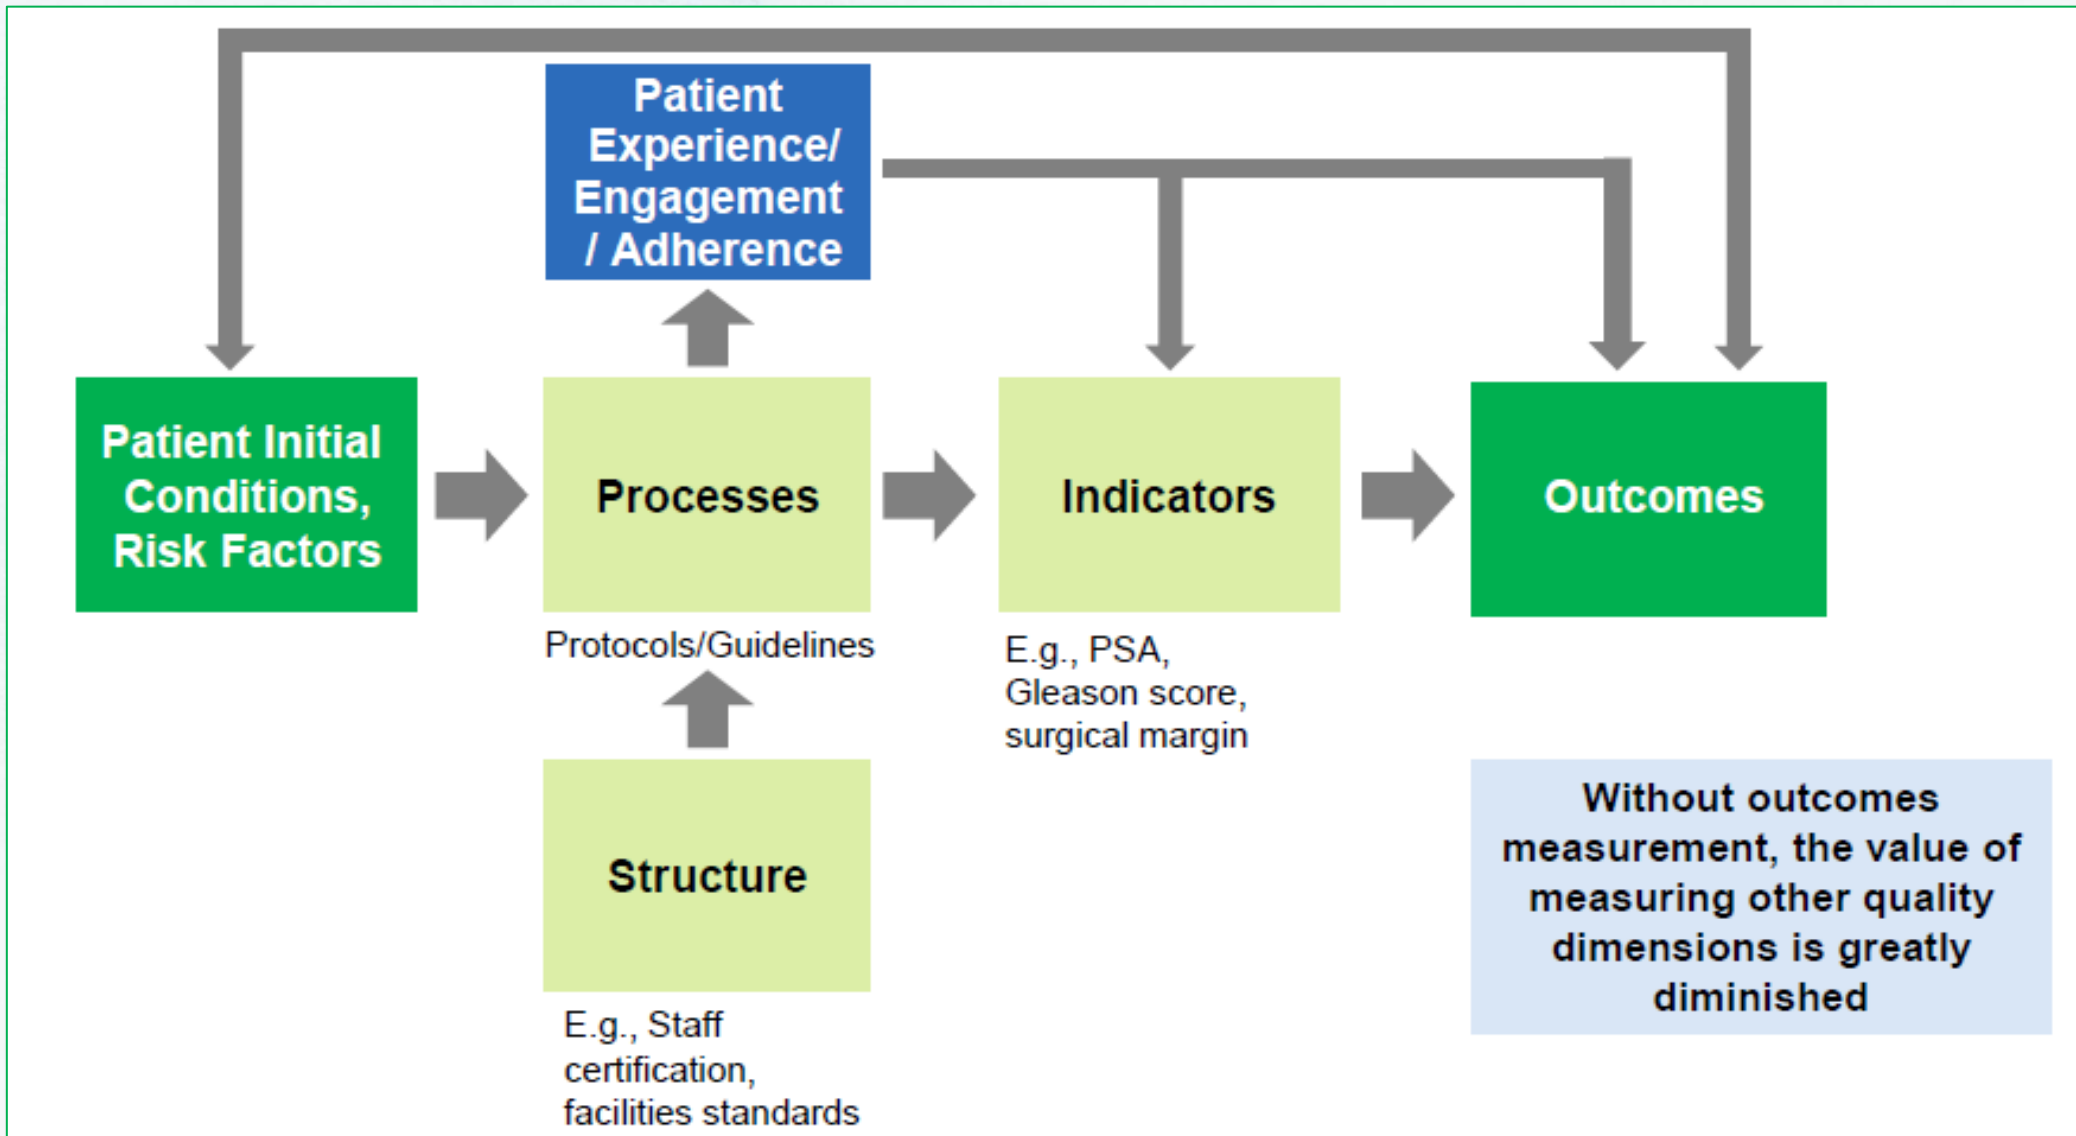 Patient
Experience/
Engagement
/ Adherence
Patient Initial
Conditions,
Risk Factors
Processes
Indicators
Outcomes
Protocols/Guidelines
E.g., PSA,
Gleason score,
surgical margin
Structure
E.g., Staff
certification,
facilities standards
Without outcomes
measurement, the value of
measuring other quality
dimensions is greatly
diminished